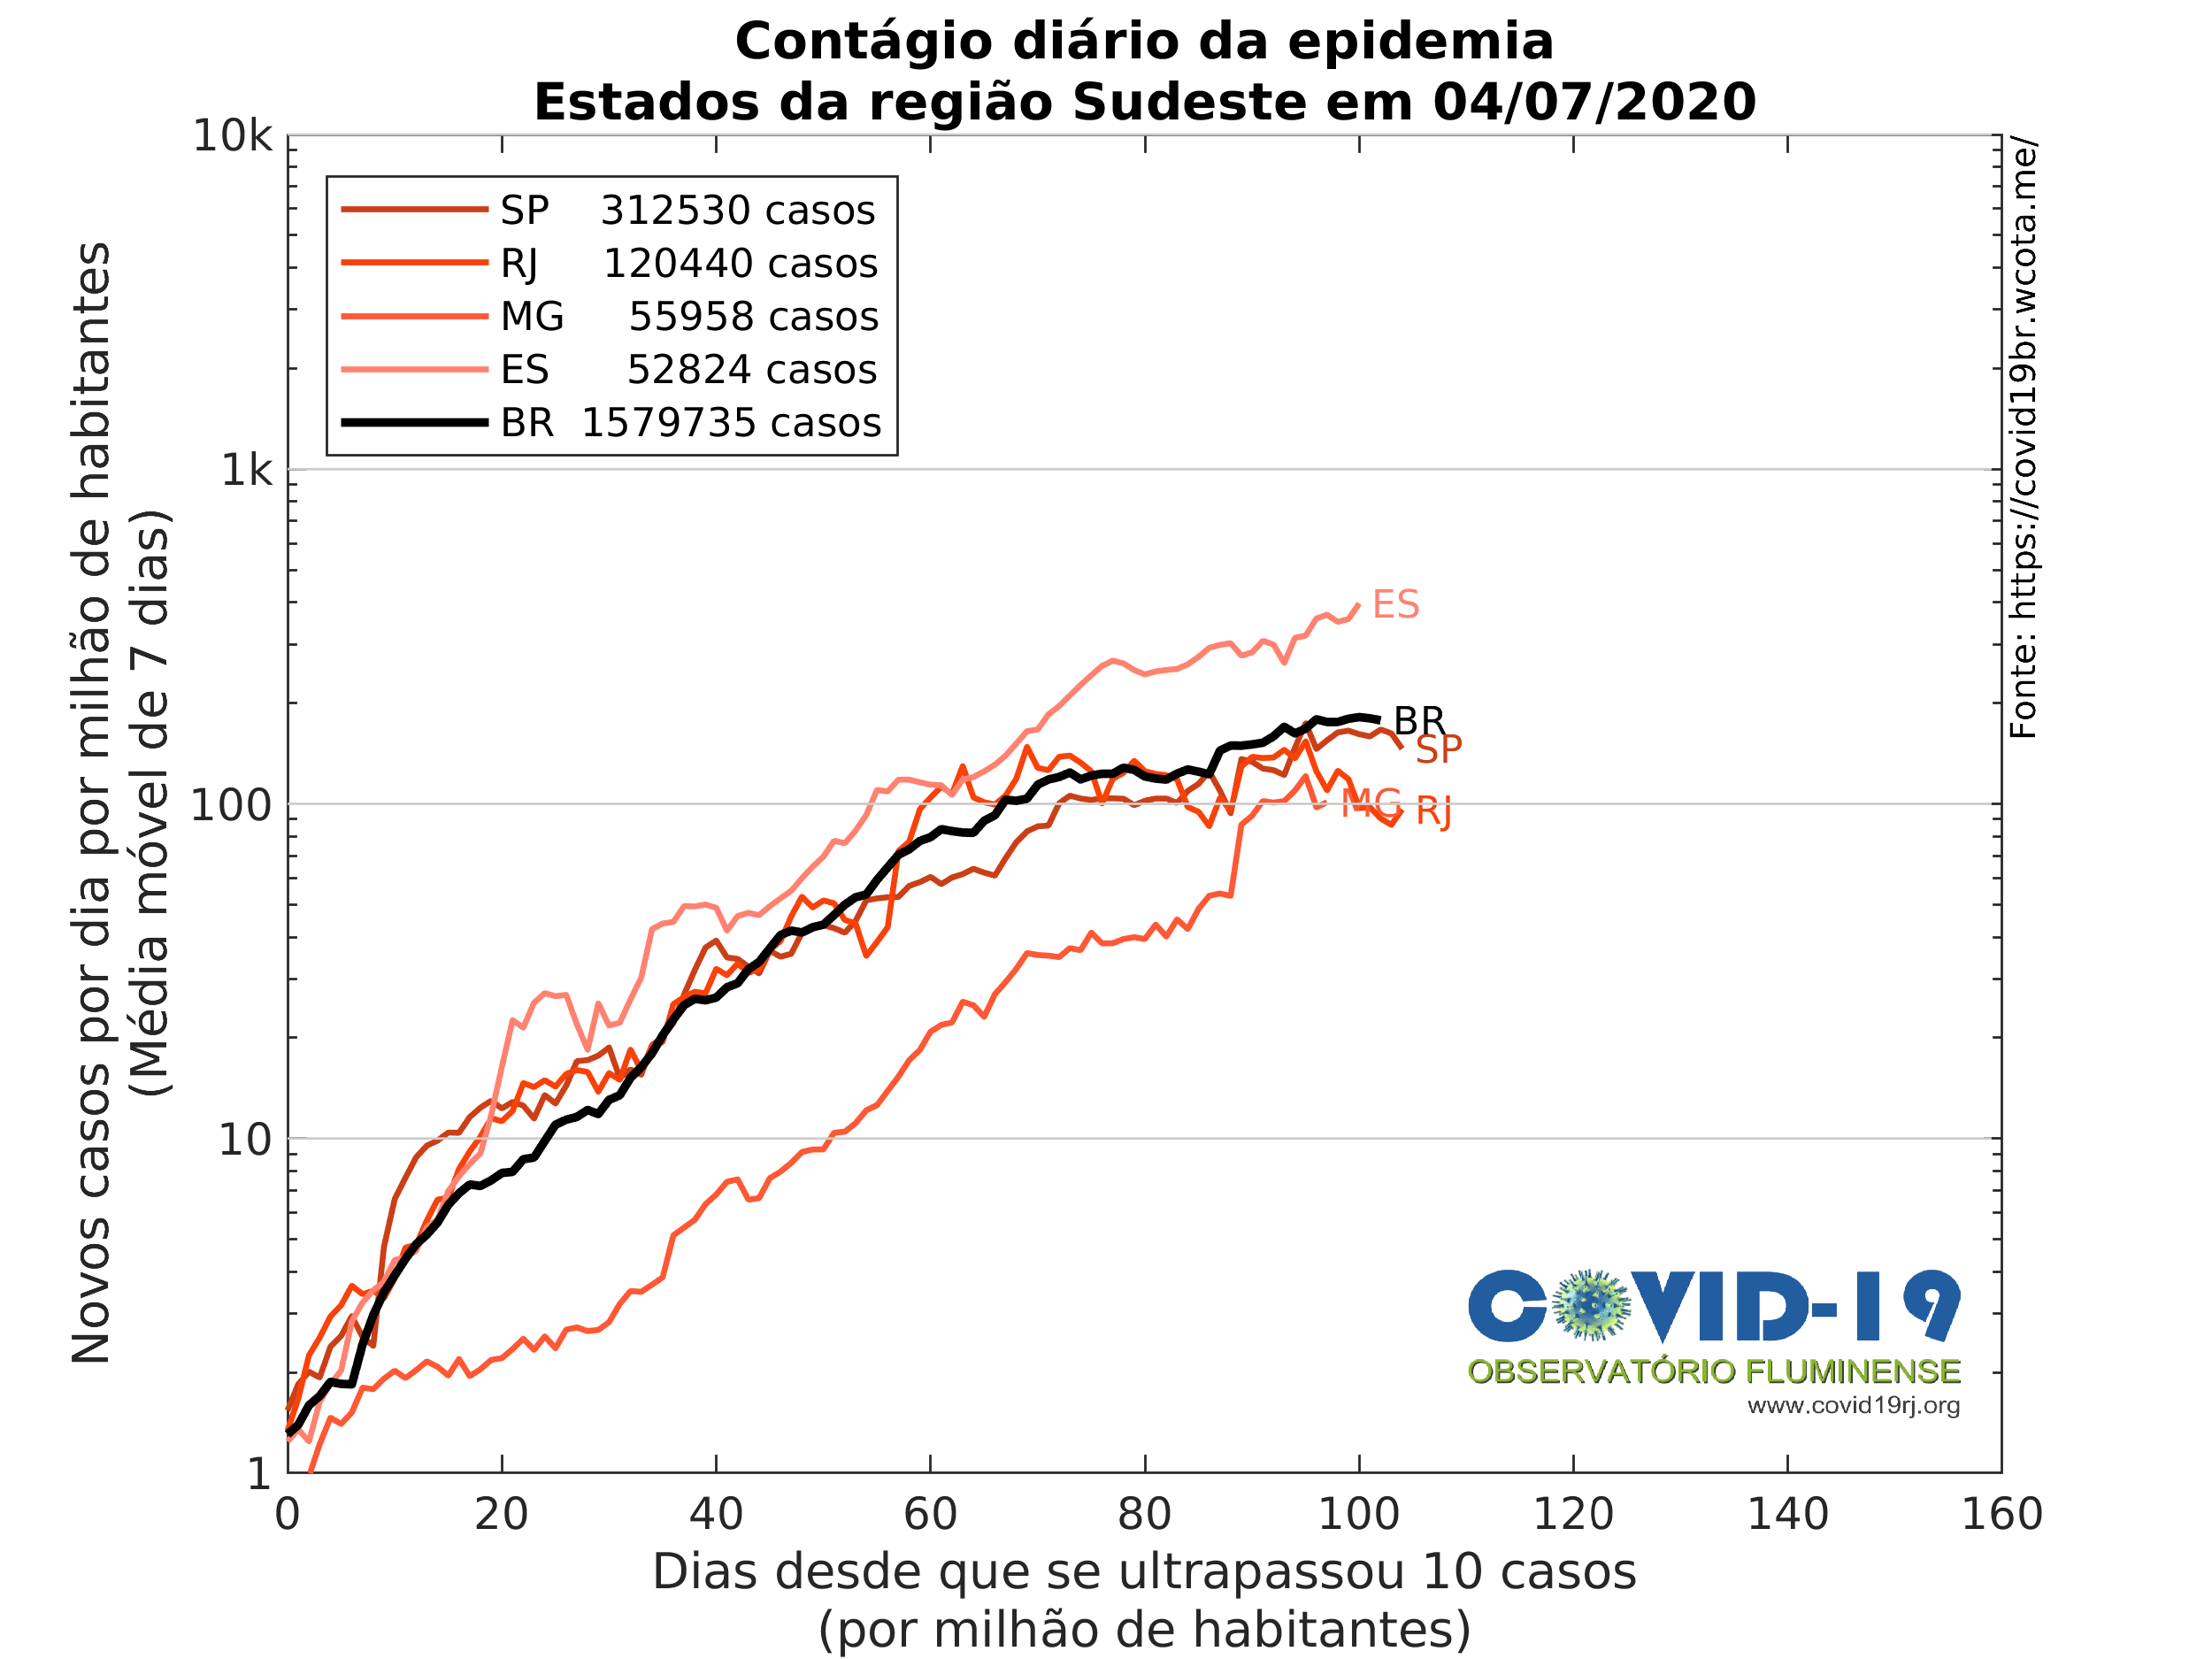 Contágio diário da epidemia
Estados da região Sudeste em 04/07/2020
Novos casos por dia por milhão de habitantes
(Média móvel de 7 dias)
10k
1k
100
10
1
SP 312530 casos
RJ 120440 casos
MG 55958 casos
ES 52824 casos
BR 1579735 casos
ES
BR
SP
MG
RJ
Fonte: https://covid19br.wcota.me/
COVID-19
OBSERVATÓRIO FLUMINENSE
www.covid19rj.org
0 20 40 60 80 100 120 140 160
Dias desde que se ultrapassou 10 casos
(por milhão de habitantes)